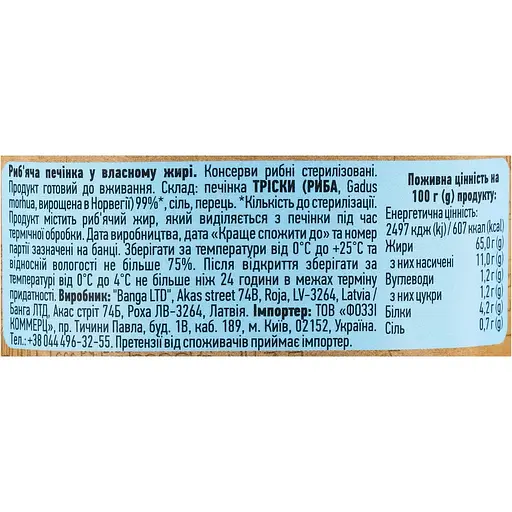 Риб'яча печінка у власному жирі. Консерви рибні стерилізовані.
Продукт готовий до вживання. Склад: печінка ТРІСКИ (РИБА, Gadus
morhua, вирощена в Норвегії) 99%*, сіль, перець. *Кількість до стерилізації.
Продукт містить риб'ячий жир, який виділяється з печінки під час
термічної обробки. Дата виробництва, дата «Краще спожити до» та номер
партії зазначені на банці. Зберігати за температури від 0°С до +25°С та
відносній вологості не більше 75%. Після відкриття зберігати за
температури від 0°С до 4°С не більше ніж 24 години в межах терміну
придатності. Виробник: "Banga LTD", Akas street 74B, Roja, LV-3264, Latvia /
Банга ЛТД, Акас стріт 74Б, Роха ЛВ-3264, Латвія. Імпортер: ТОВ «ФОЗЗІ
КОММЕРЦ», пр. Тичини Павла, буд. 1В, каб. 189, м. Київ, 02152, Україна.
Тел.: +38 044 496-32-55. Претензії від споживачів приймає імпортер.
Поживна цінність на
100 г (g) продукту:
Енергетична цінність:
2497 кдж (kj) / 607 ккал (kcal)
Жири 65,0 г (g)
з них насичені 11,0 г (g)
Вуглеводи 1,2 г (g)
з них цукри 1,2 г (g)
Білки 4,2 г (g)
Сіль 0,7 г (g)